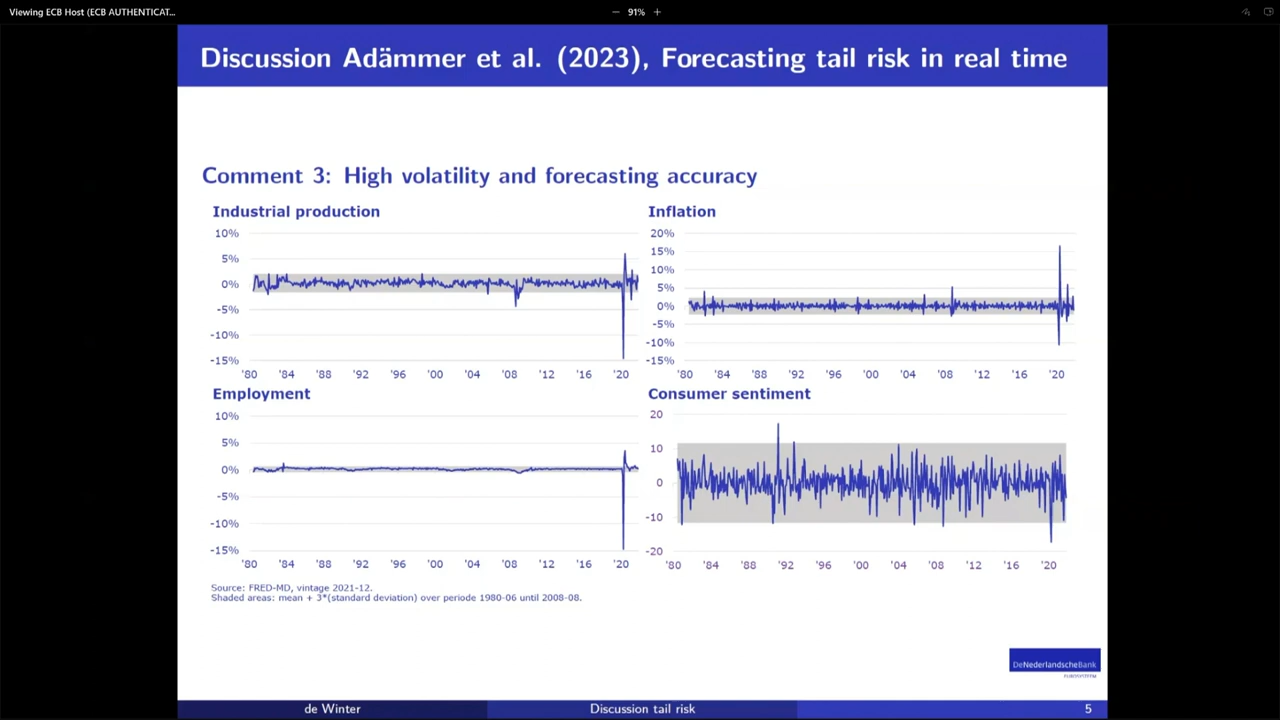 Viewing ECB Host (ECB AUTHENTICAT...
− 91% +
Discussion Adämmer et al. (2023), Forecasting tail risk in real time
Comment 3: High volatility and forecasting accuracy
Industrial production
10%
5%
0%
-5%
-10%
-15%
'80 '84 '88 '92 '96 '00 '04 '08 '12 '16 '20
Inflation
20%
15%
10%
5%
0%
-5%
-10%
-15%
'80 '84 '88 '92 '96 '00 '04 '08 '12 '16 '20
Employment
10%
5%
0%
-5%
-10%
-15%
'80 '84 '88 '92 '96 '00 '04 '08 '12 '16 '20
Consumer sentiment
20
10
0
-10
-20
'80 '84 '88 '92 '96 '00 '04 '08 '12 '16 '20
Source: FRED-MD, vintage 2021-12.
Shaded areas: mean + 3*(standard deviation) over periode 1980-06 until 2008-08.
DeNederlandscheBank
EUROSYSTEEM
de Winter Discussion tail risk 5